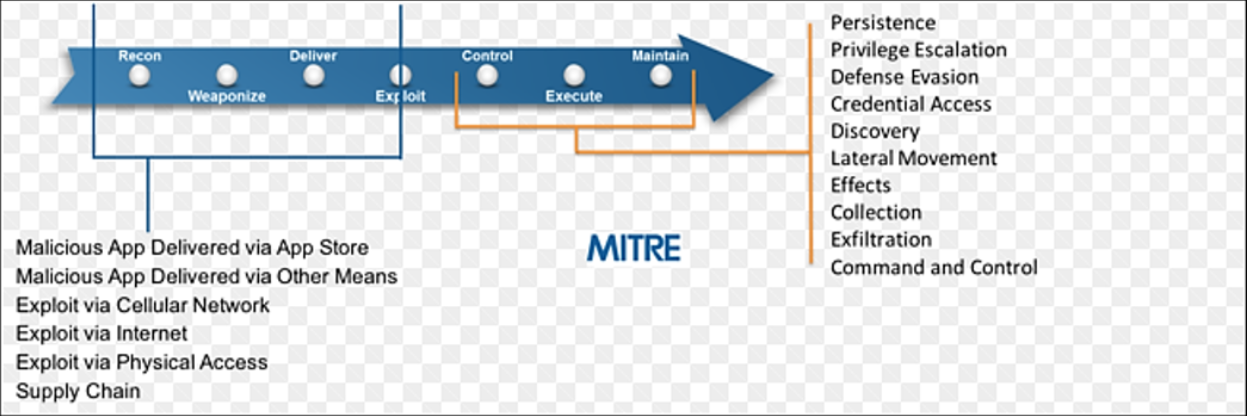 Recon
Weaponize
Deliver
Exploit
Control
Execute
Maintain
Persistence
Privilege Escalation
Defense Evasion
Credential Access
Discovery
Lateral Movement
Effects
Collection
Exfiltration
Command and Control
MITRE
Malicious App Delivered via App Store
Malicious App Delivered via Other Means
Exploit via Cellular Network
Exploit via Internet
Exploit via Physical Access
Supply Chain